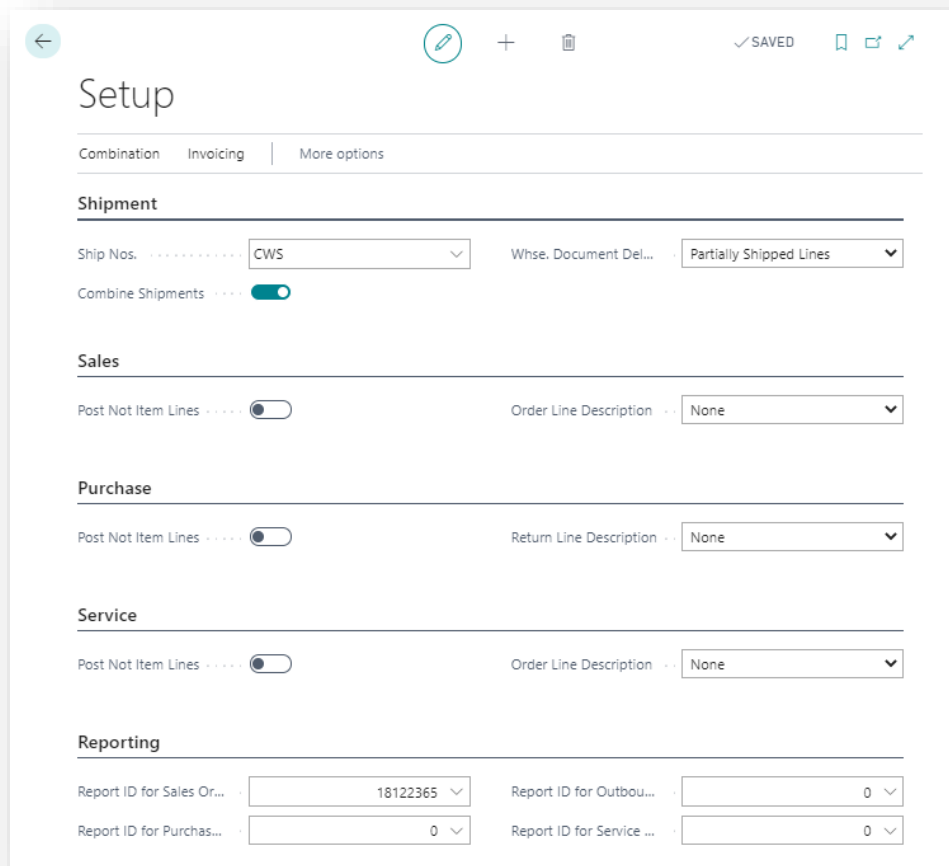 SAVED
Setup
Combination Invoicing More options
Shipment
Ship Nos. CWS Whse. Document Del... Partially Shipped Lines
Combine Shipments
Sales
Post Not Item Lines Order Line Description None
Purchase
Post Not Item Lines Return Line Description None
Service
Post Not Item Lines Order Line Description None
Reporting
Report ID for Sales Or... 18122365 Report ID for Outbou... 0
Report ID for Purchas... 0 Report ID for Service ... 0